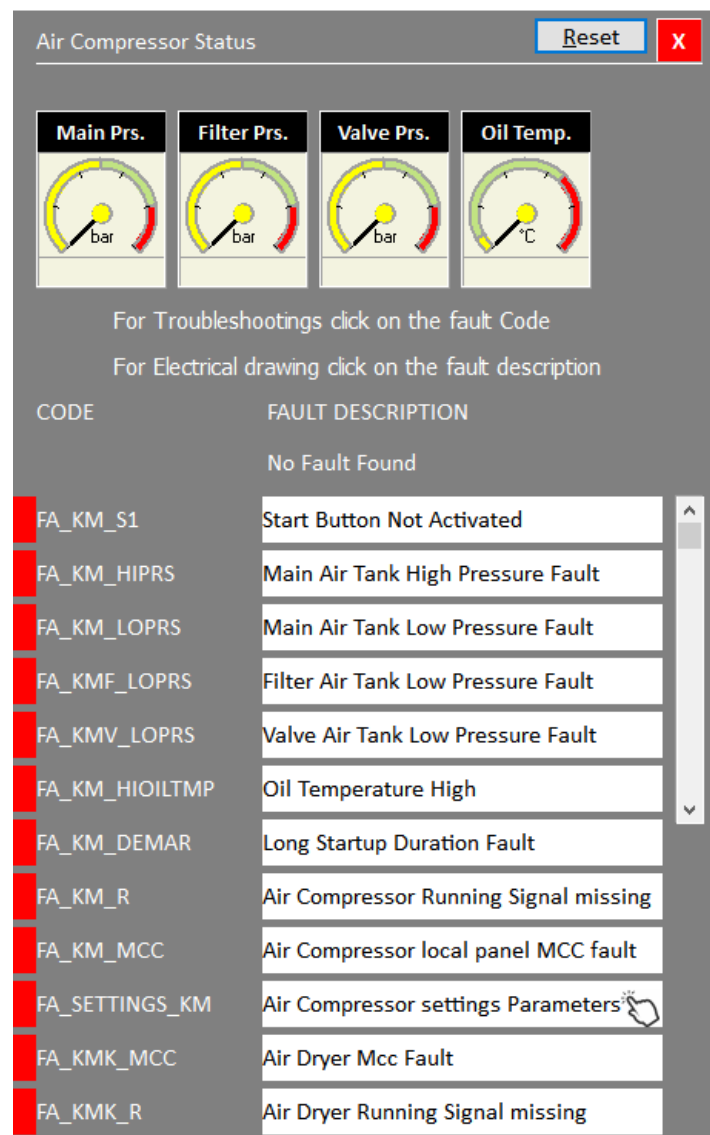 Air Compressor Status Reset X
Main Prs. Filter Prs. Valve Prs. Oil Temp.
bar bar bar °C
For Troubleshootings click on the fault Code
For Electrical drawing click on the fault description
CODE FAULT DESCRIPTION
No Fault Found
FA_KM_S1 Start Button Not Activated
FA_KM_HIPRS Main Air Tank High Pressure Fault
FA_KM_LOPRS Main Air Tank Low Pressure Fault
FA_KMF_LOPRS Filter Air Tank Low Pressure Fault
FA_KMV_LOPRS Valve Air Tank Low Pressure Fault
FA_KM_HIOILTMP Oil Temperature High
FA_KM_DEMAR Long Startup Duration Fault
FA_KM_R Air Compressor Running Signal missing
FA_KM_MCC Air Compressor local panel MCC fault
FA_SETTINGS_KM Air Compressor settings Parameters
FA_KMK_MCC Air Dryer Mcc Fault
FA_KMK_R Air Dryer Running Signal missing